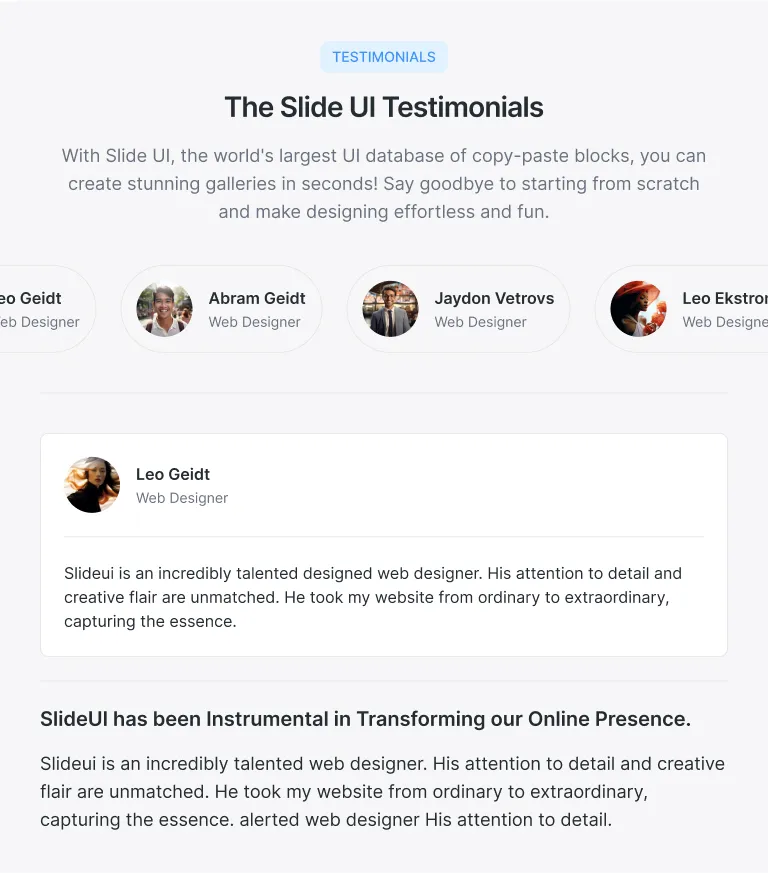 TESTIMONIALS
The Slide UI Testimonials
With Slide UI, the world's largest UI database of copy-paste blocks, you can
create stunning galleries in seconds! Say goodbye to starting from scratch
and make designing effortless and fun.
eo Geidt
eb Designer
Abram Geidt
Web Designer
Jaydon Vetrovs
Web Designer
Leo Ekstro
Web Designe
Leo Geidt
Web Designer
Slideui is an incredibly talented designed web designer. His attention to detail and
creative flair are unmatched. He took my website from ordinary to extraordinary,
capturing the essence.
SlideUI has been Instrumental in Transforming our Online Presence.
Slideui is an incredibly talented web designer. His attention to detail and creative
flair are unmatched. He took my website from ordinary to extraordinary,
capturing the essence. alerted web designer His attention to detail.